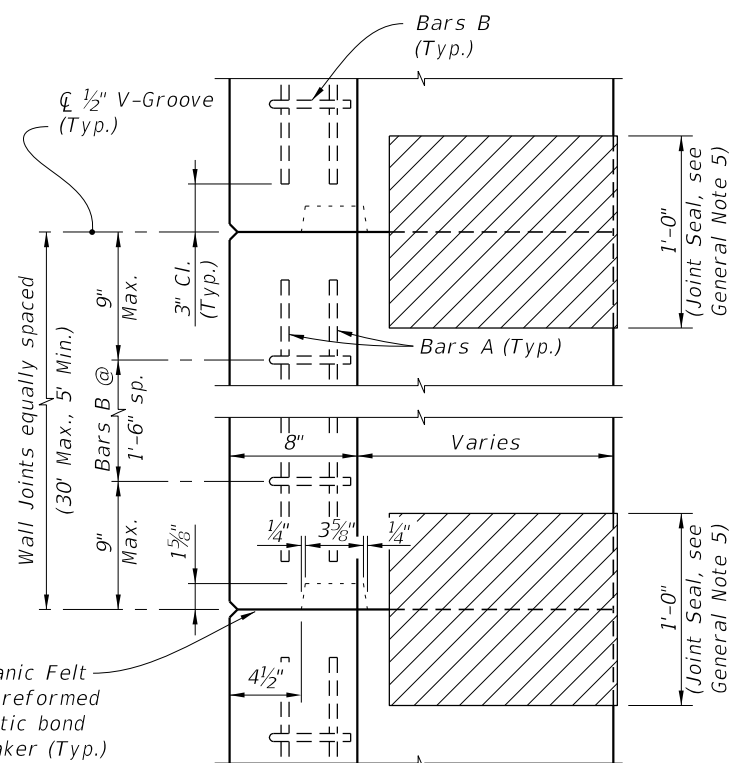 Bars B
(Typ.)
℄ ½" V-Groove
(Typ.)
3" Cl.
(Typ.)
1'-0"
(Joint Seal, see
General Note 5)
Wall Joints equally spaced
(30' Max., 5' Min.)
9"
Max.
Bars B @
1'-6" sp.
9"
Max.
Bars A (Typ.)
8"
Varies
1⅝"
¼"
3⅝"
¼"
1'-0"
(Joint Seal, see
General Note 5)
4½"
anic Felt
reformed
tic bond
aker (Typ.)